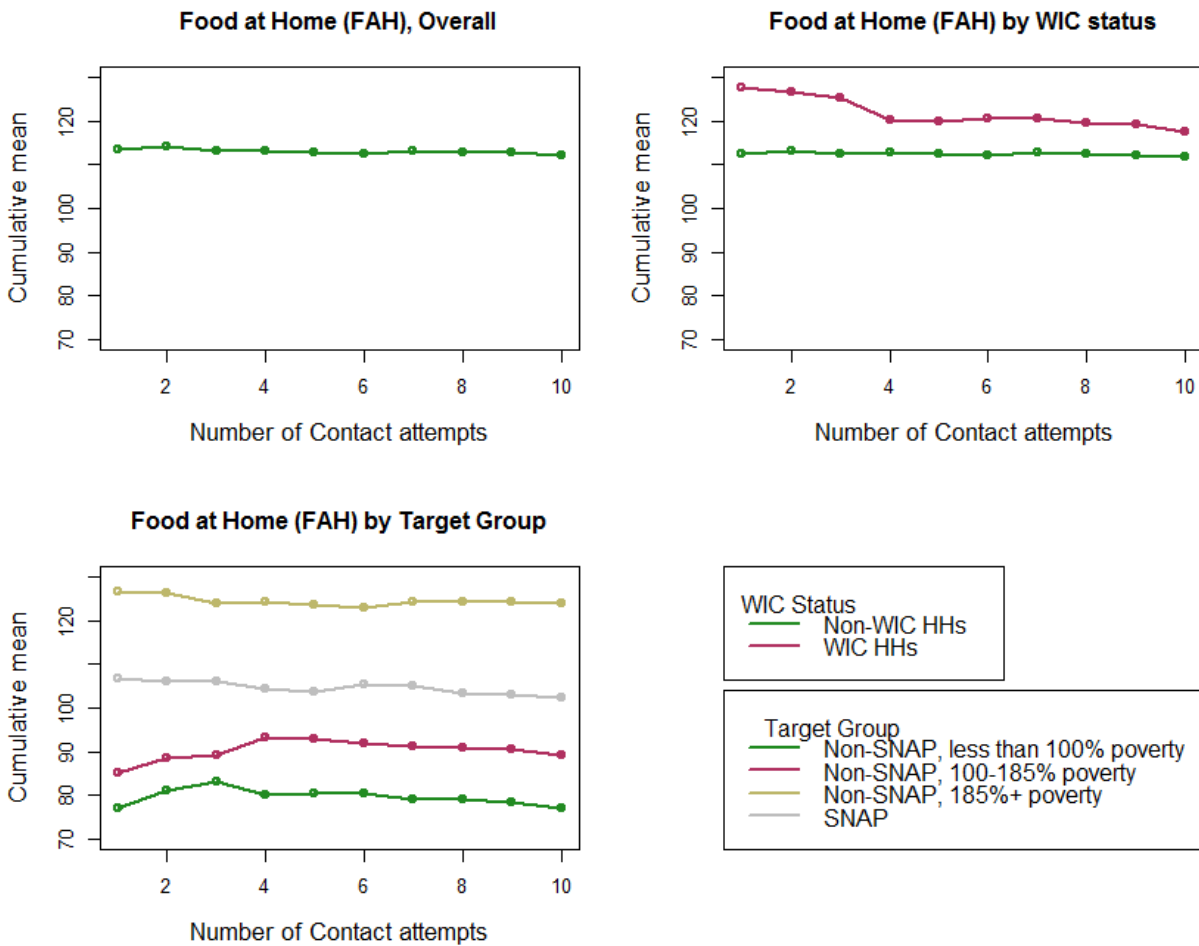 Food at Home (FAH), Overall
Cumulative mean
120
100
90
80
70
2 4 6 8 10
Number of Contact attempts
Food at Home (FAH) by WIC status
Cumulative mean
120
100
90
80
70
2 4 6 8 10
Number of Contact attempts
Food at Home (FAH) by Target Group
Cumulative mean
120
100
90
80
70
2 4 6 8 10
Number of Contact attempts
WIC Status
Non-WIC HHs
WIC HHs
Target Group
Non-SNAP, less than 100% poverty
Non-SNAP, 100-185% poverty
Non-SNAP, 185%+ poverty
SNAP